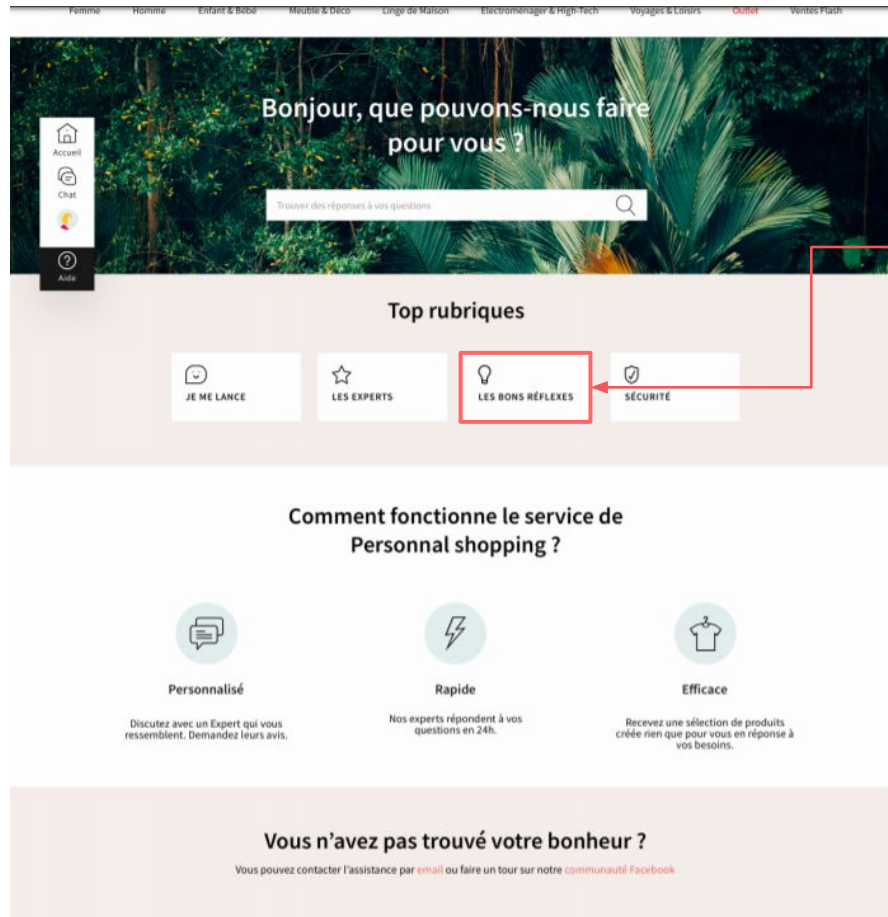 Femme Homme Enfant & Bébé Meuble & Déco Linge de Maison Electroménager & High-Tech Voyages & Loisirs Outlet Ventes Flash
Bonjour, que pouvons-nous faire
pour vous ?
Accueil
Chat
Aide
Trouver des réponses à vos questions
Top rubriques
JE ME LANCE
LES EXPERTS
LES BONS RÉFLEXES
SÉCURITÉ
Comment fonctionne le service de
Personnal shopping ?
Personnalisé
Discutez avec un Expert qui vous
ressemblent. Demandez leurs avis.
Rapide
Nos experts répondent à vos
questions en 24h.
Efficace
Recevez une sélection de produits
créée rien que pour vous en réponse à
vos besoins.
Vous n’avez pas trouvé votre bonheur ?
Vous pouvez contacter l’assistance par email ou faire un tour sur notre communauté Facebook